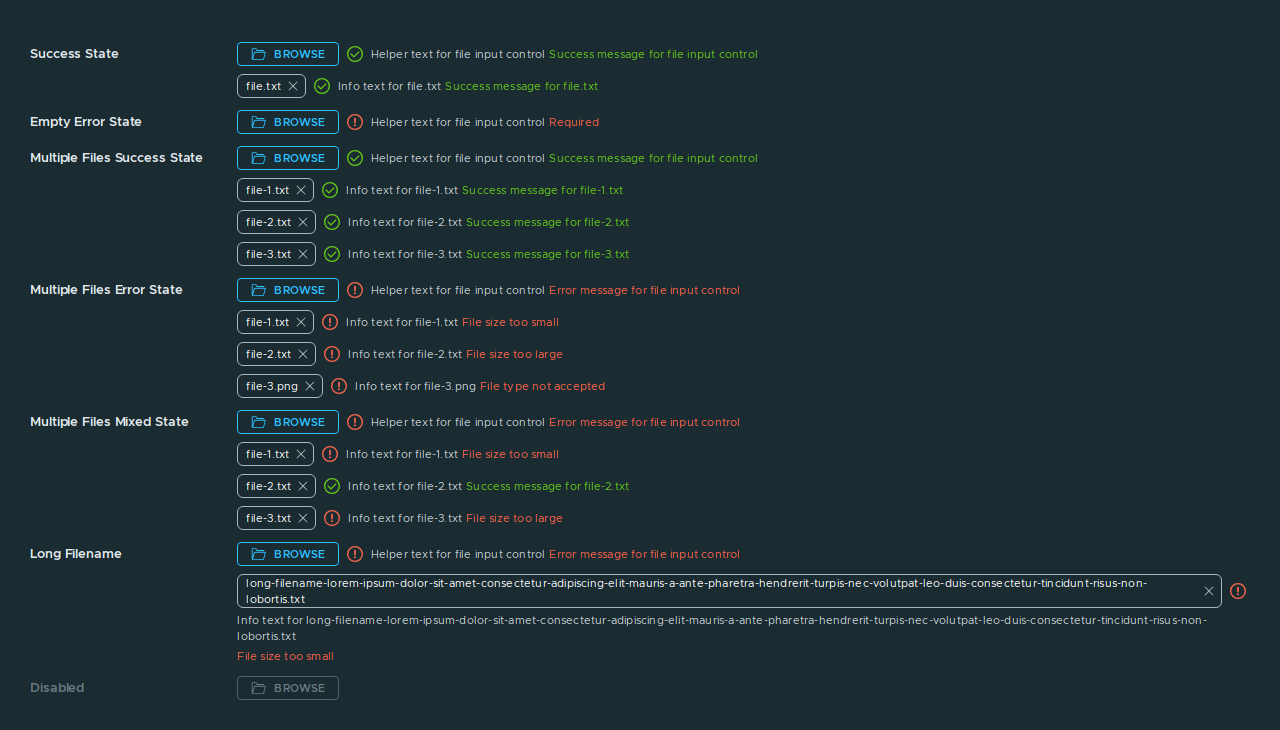 Success State
BROWSE
Helper text for file input control Success message for file input control
file.txt
Info text for file.txt Success message for file.txt
Empty Error State
BROWSE
Helper text for file input control Required
Multiple Files Success State
BROWSE
Helper text for file input control Success message for file input control
file-1.txt
Info text for file-1.txt Success message for file-1.txt
file-2.txt
Info text for file-2.txt Success message for file-2.txt
file-3.txt
Info text for file-3.txt Success message for file-3.txt
Multiple Files Error State
BROWSE
Helper text for file input control Error message for file input control
file-1.txt
Info text for file-1.txt File size too small
file-2.txt
Info text for file-2.txt File size too large
file-3.png
Info text for file-3.png File type not accepted
Multiple Files Mixed State
BROWSE
Helper text for file input control Error message for file input control
file-1.txt
Info text for file-1.txt File size too small
file-2.txt
Info text for file-2.txt Success message for file-2.txt
file-3.txt
Info text for file-3.txt File size too large
Long Filename
BROWSE
Helper text for file input control Error message for file input control
long-filename-lorem-ipsum-dolor-sit-amet-consectetur-adipiscing-elit-mauris-a-ante-pharetra-hendrerit-turpis-nec-volutpat-leo-duis-consectetur-tincidunt-risus-non-
lobortis.txt
Info text for long-filename-lorem-ipsum-dolor-sit-amet-consectetur-adipiscing-elit-mauris-a-ante-pharetra-hendrerit-turpis-nec-volutpat-leo-duis-consectetur-tincidunt-risus-non-
lobortis.txt
File size too small
Disabled
BROWSE